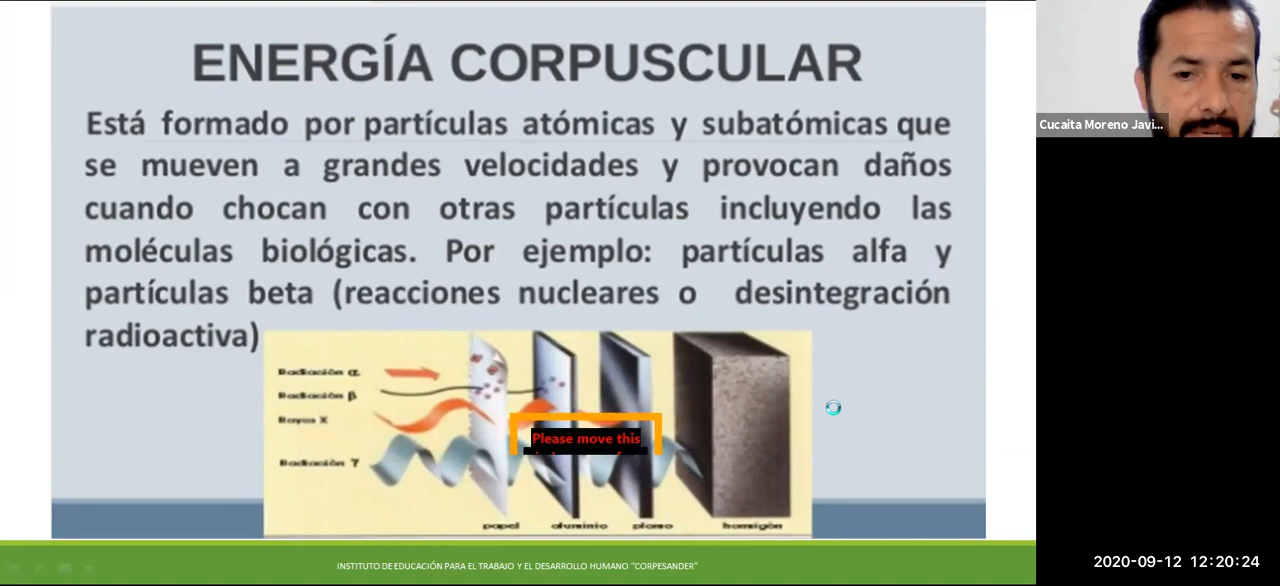 ENERGÍA CORPUSCULAR
Está formado por partículas atómicas y subatómicas que
se mueven a grandes velocidades y provocan daños
cuando chocan con otras partículas incluyendo las
moléculas biológicas. Por ejemplo: partículas alfa y
partículas beta (reacciones nucleares o desintegración
radioactiva)
Radiación α
Radiación β
Rayos X
Radiación γ
Please move this
papel aluminio plomo hormigón
INSTITUTO DE EDUCACIÓN PARA EL TRABAJO Y EL DESARROLLO HUMANO "CORPESANDER"
Cucaita Moreno Javi...
2020-09-12 12:20:24